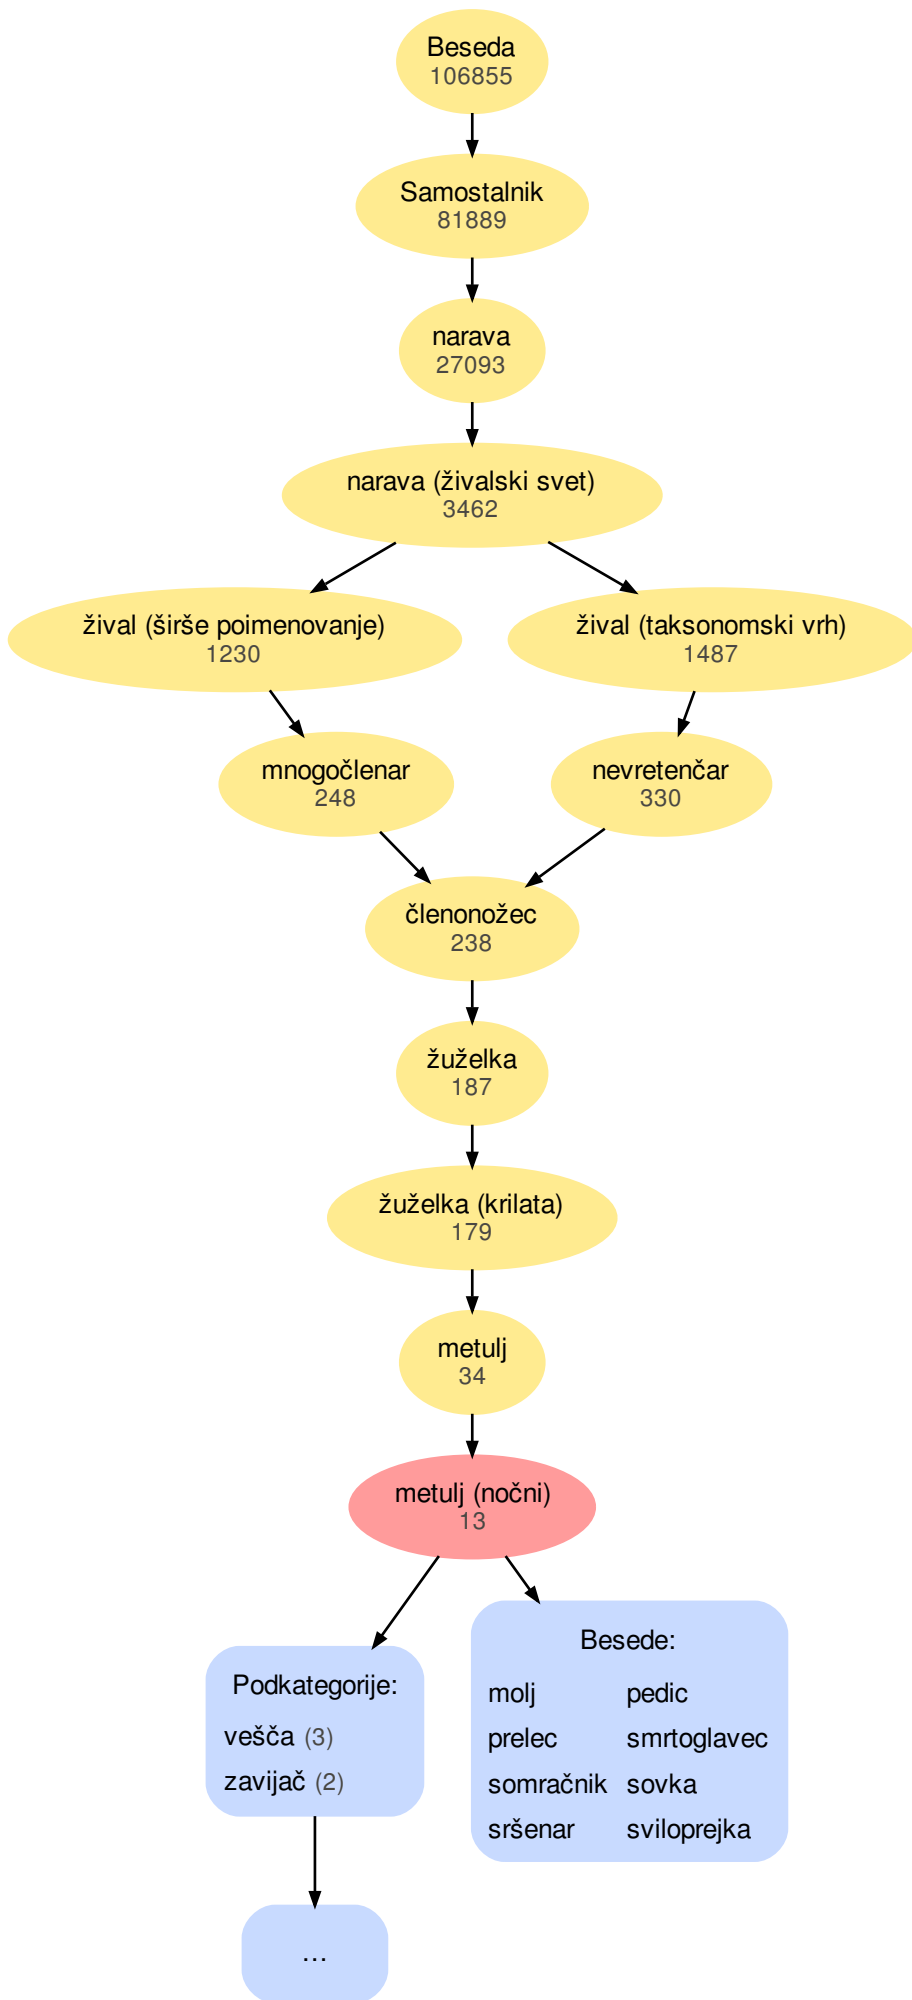 Beseda
106855
Samostalnik
81889
narava
27093
narava (živalski svet)
3462
žival (širše poimenovanje)
1230
žival (taksonomski vrh)
1487
mnogočlenar
248
nevretenčar
330
členonožec
238
žuželka
187
žuželka (krilata)
179
metulj
34
metulj (nočni)
13
Podkategorije:
vešča (3)
zavijač (2)
...
Besede:
molj pedic
prelec smrtoglavec
somračnik sovka
sršenar sviloprejka